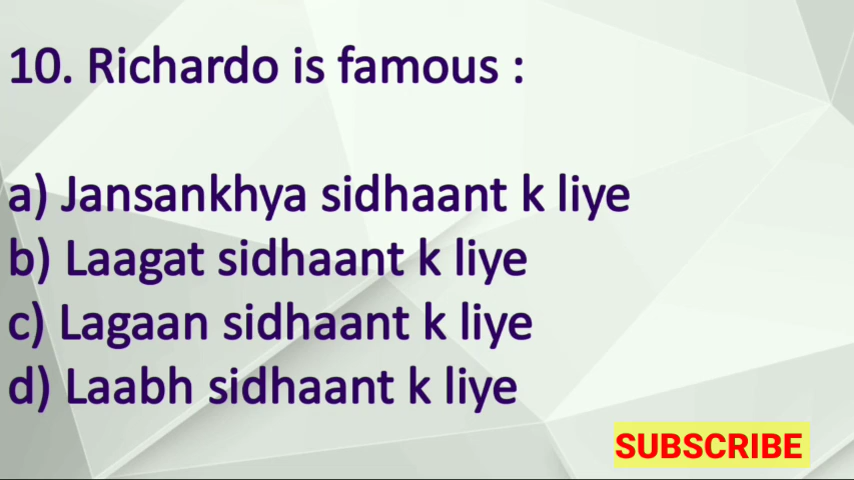 10. Richardo is famous :
a) Jansankhya sidhaant k liye
b) Laagat sidhaant k liye
c) Lagaan sidhaant k liye
d) Laabh sidhaant k liye
SUBSCRIBE